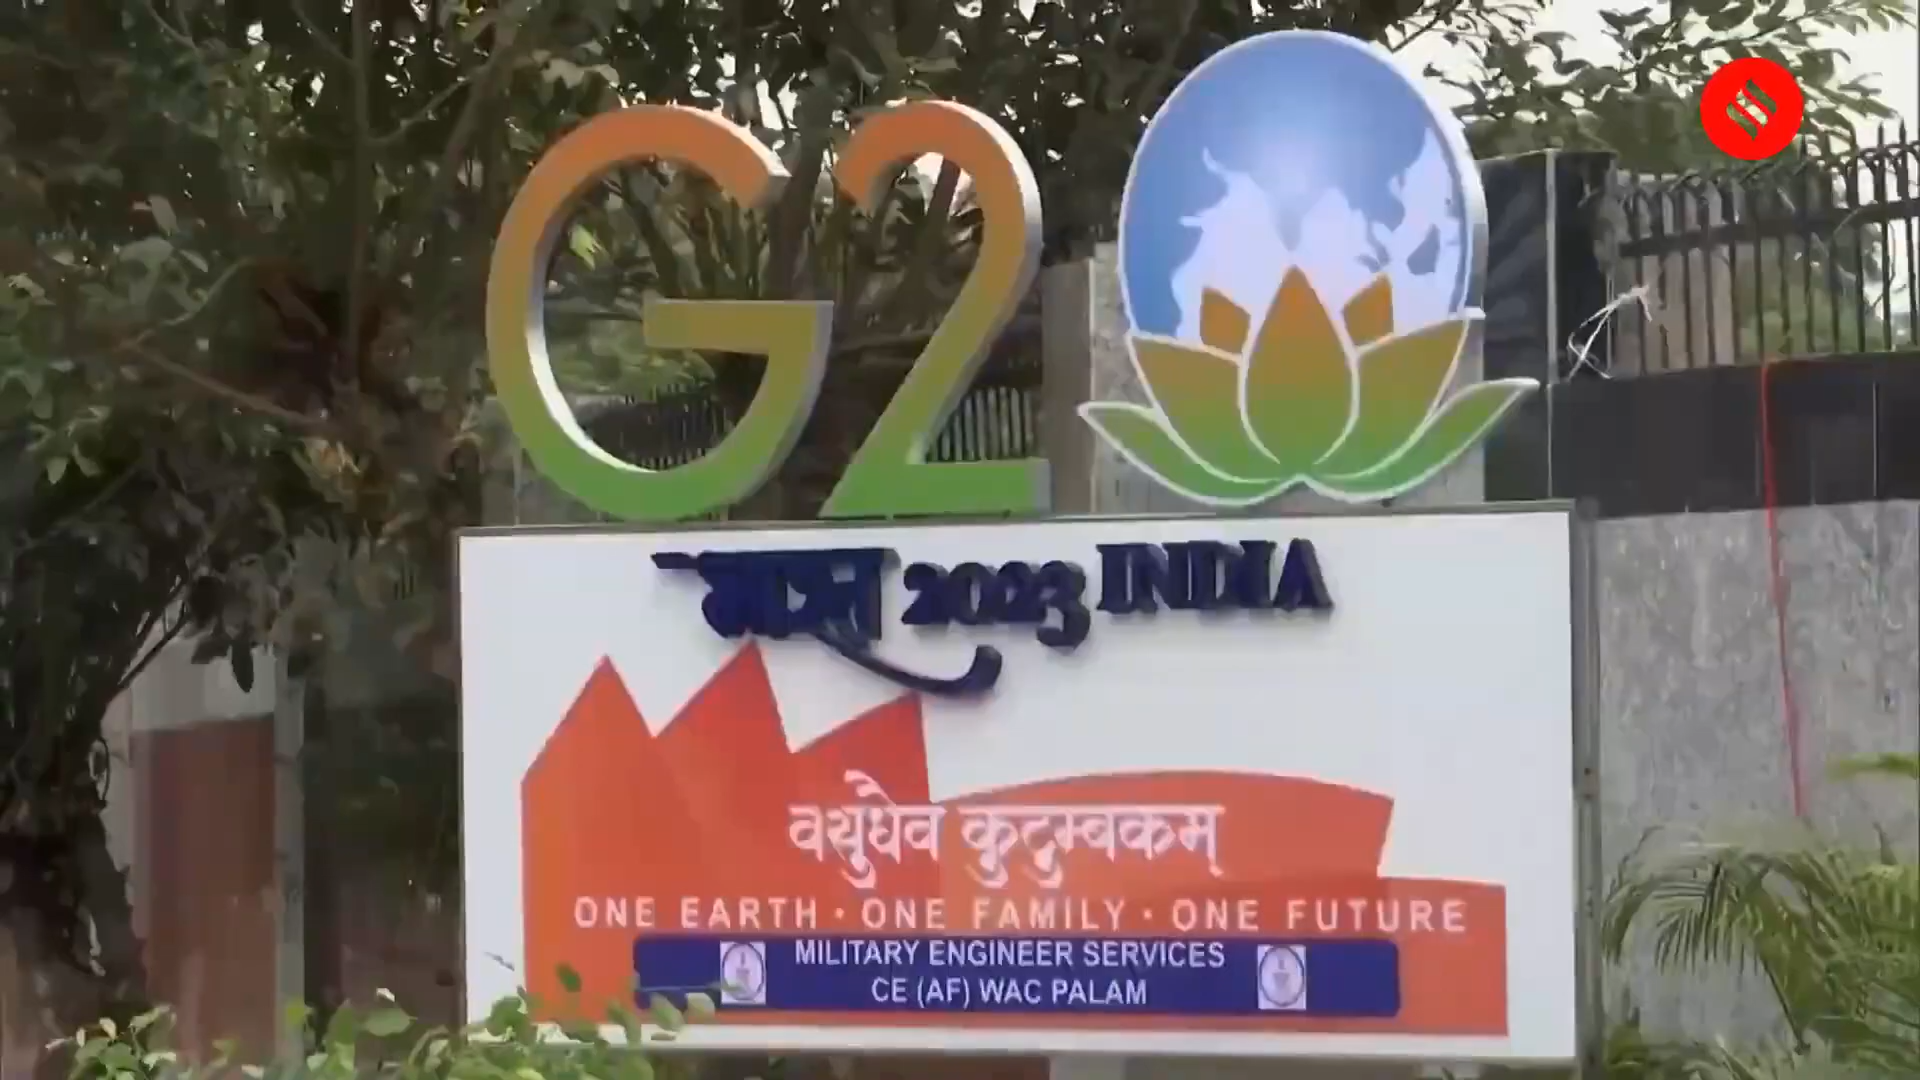 G20
भारत 2023 INDIA
वसुधैव कुटुम्बकम्
ONE EARTH · ONE FAMILY · ONE FUTURE
MILITARY ENGINEER SERVICES
CE (AF) WAC PALAM